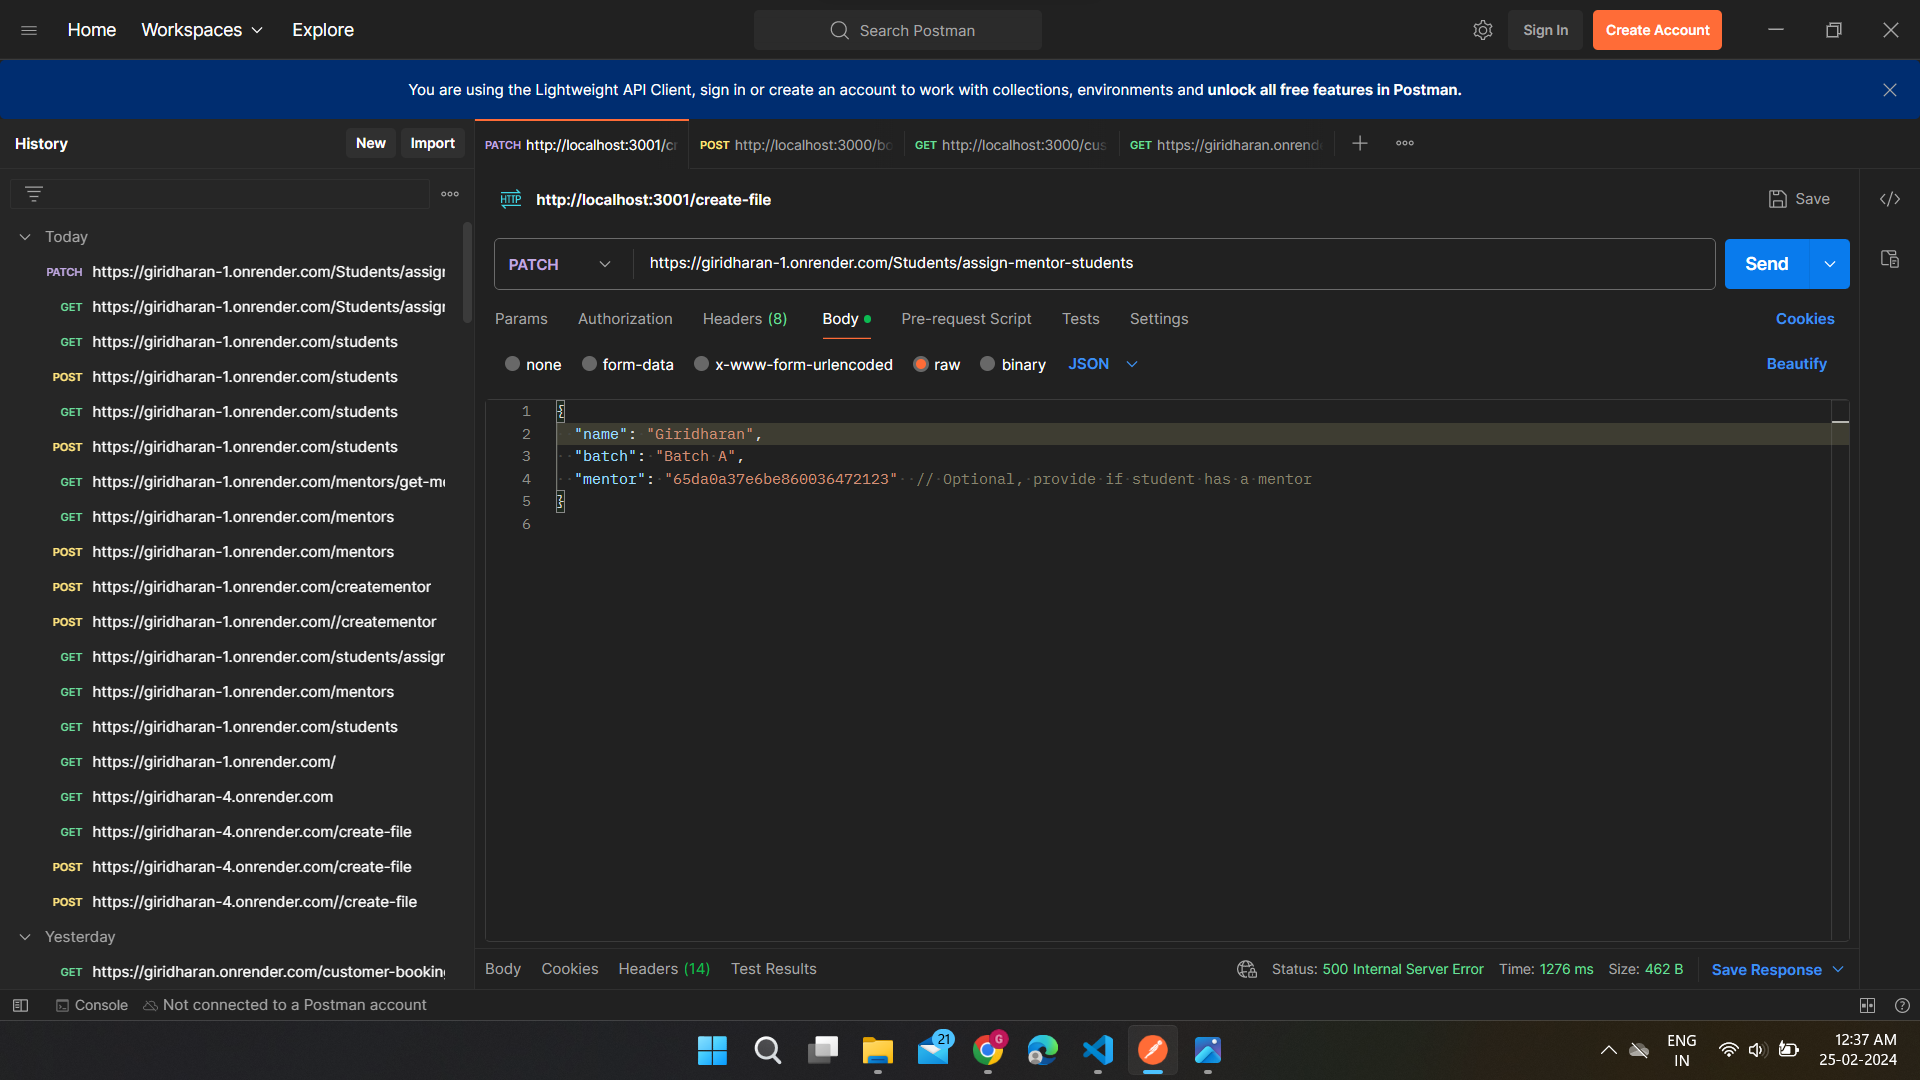 Home
Workspaces
Explore
Search Postman
Sign In
Create Account
You are using the Lightweight API Client, sign in or create an account to work with collections, environments and unlock all free features in Postman.
History
New
Import
PATCH http://localhost:3001/cr
POST http://localhost:3000/bo
GET http://localhost:3000/cus
GET https://giridharan.onrende
HTTP http://localhost:3001/create-file
Save
PATCH
https://giridharan-1.onrender.com/Students/assign-mentor-students
Send
Params
Authorization
Headers (8)
Body
Pre-request Script
Tests
Settings
Cookies
none
form-data
x-www-form-urlencoded
raw
binary
JSON
Beautify
1 {
2 "name": "Giridharan",
3 "batch": "Batch A",
4 "mentor": "65da0a37e6be860036472123" // Optional, provide if student has a mentor
5 }
6
Today
PATCH https://giridharan-1.onrender.com/Students/assign
GET https://giridharan-1.onrender.com/Students/assign
GET https://giridharan-1.onrender.com/students
POST https://giridharan-1.onrender.com/students
GET https://giridharan-1.onrender.com/students
POST https://giridharan-1.onrender.com/students
GET https://giridharan-1.onrender.com/mentors/get-me
GET https://giridharan-1.onrender.com/mentors
POST https://giridharan-1.onrender.com/mentors
POST https://giridharan-1.onrender.com/creatementor
POST https://giridharan-1.onrender.com//creatementor
GET https://giridharan-1.onrender.com/students/assign
GET https://giridharan-1.onrender.com/mentors
GET https://giridharan-1.onrender.com/students
GET https://giridharan-1.onrender.com/
GET https://giridharan-4.onrender.com
GET https://giridharan-4.onrender.com/create-file
POST https://giridharan-4.onrender.com/create-file
POST https://giridharan-4.onrender.com//create-file
Yesterday
GET https://giridharan.onrender.com/customer-booking
Body
Cookies
Headers (14)
Test Results
Status: 500 Internal Server Error
Time: 1276 ms
Size: 462 B
Save Response
Console
Not connected to a Postman account
21
G
ENG
IN
12:37 AM
25-02-2024